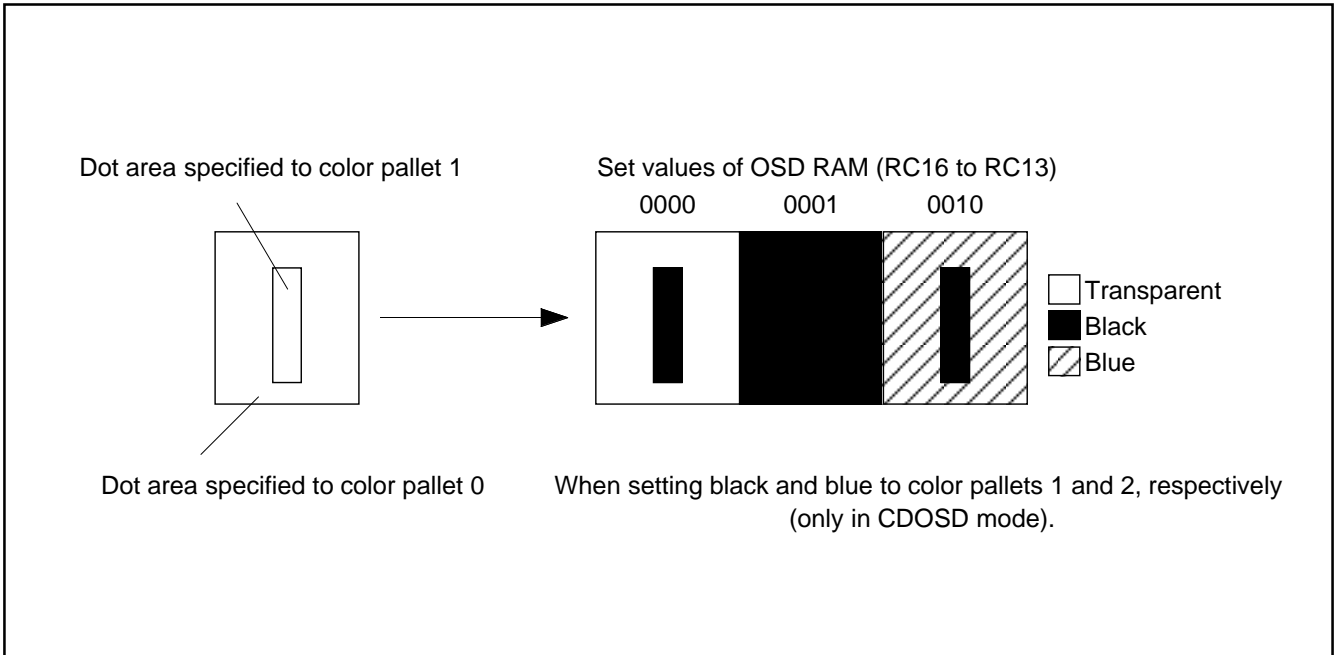 Dot area specified to color pallet 1
Set values of OSD RAM (RC16 to RC13)
0000 0001 0010
Transparent
Black
Blue
Dot area specified to color pallet 0
When setting black and blue to color pallets 1 and 2, respectively
(only in CDOSD mode).